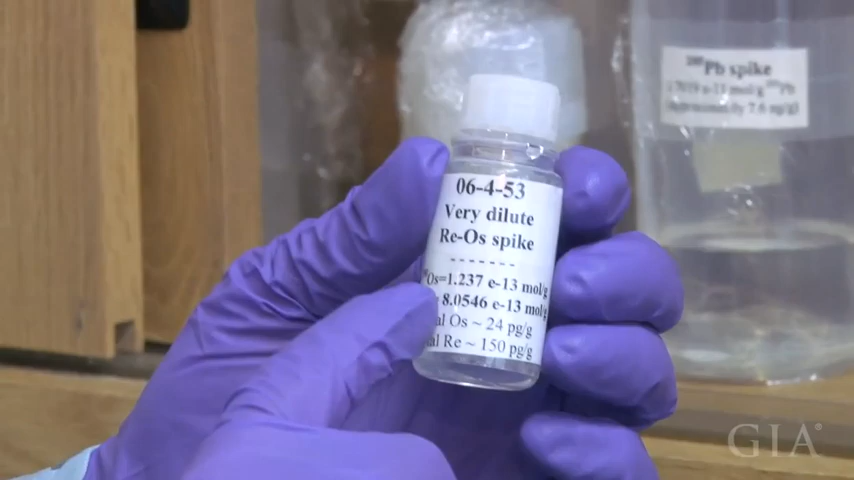 06-4-53
Very dilute
Re-Os spike
- - - - - - -
Os=1.237 e-13 mol/g
8.0546 e-13 mol/g
al Os ~ 24 pg/g
al Re ~ 150 pg/g
Pb spike
GIA®